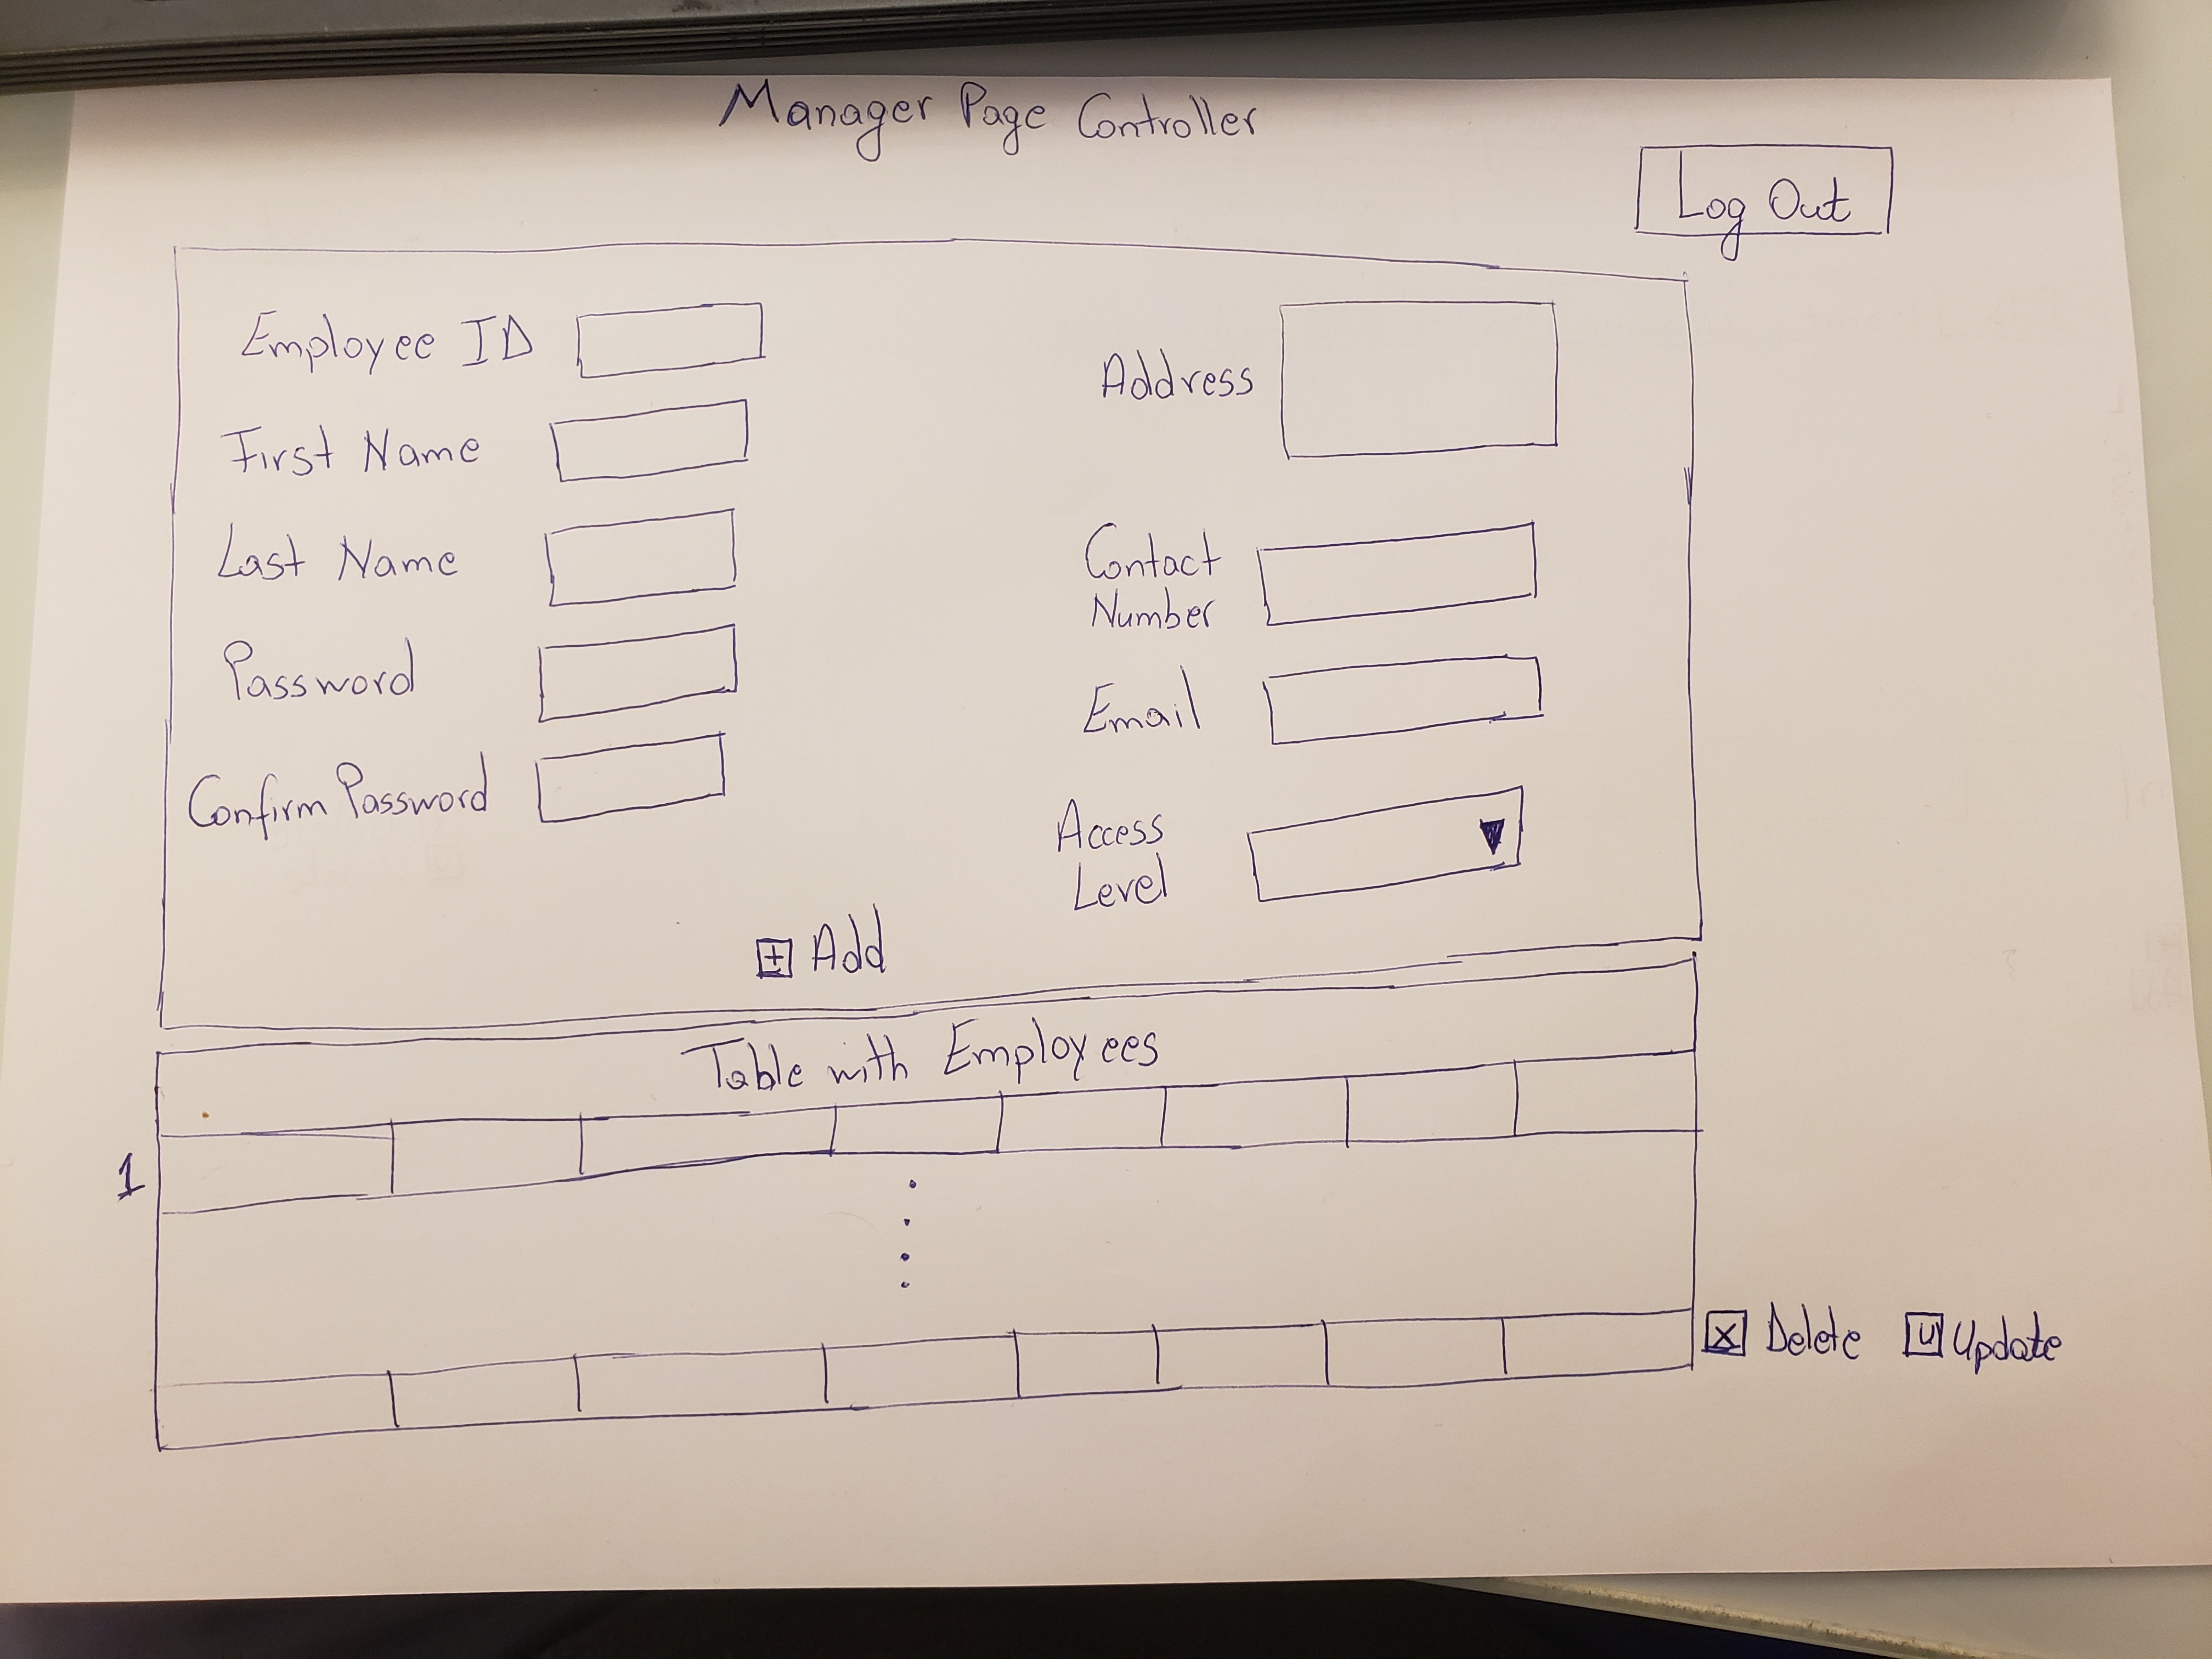 Manager Page Controller
Log Out
Employee ID
First Name
Last Name
Password
Confirm Password
Address
Contact
Number
Email
Access
Level
+ Add
Table with Employees
1
X Delete U Update